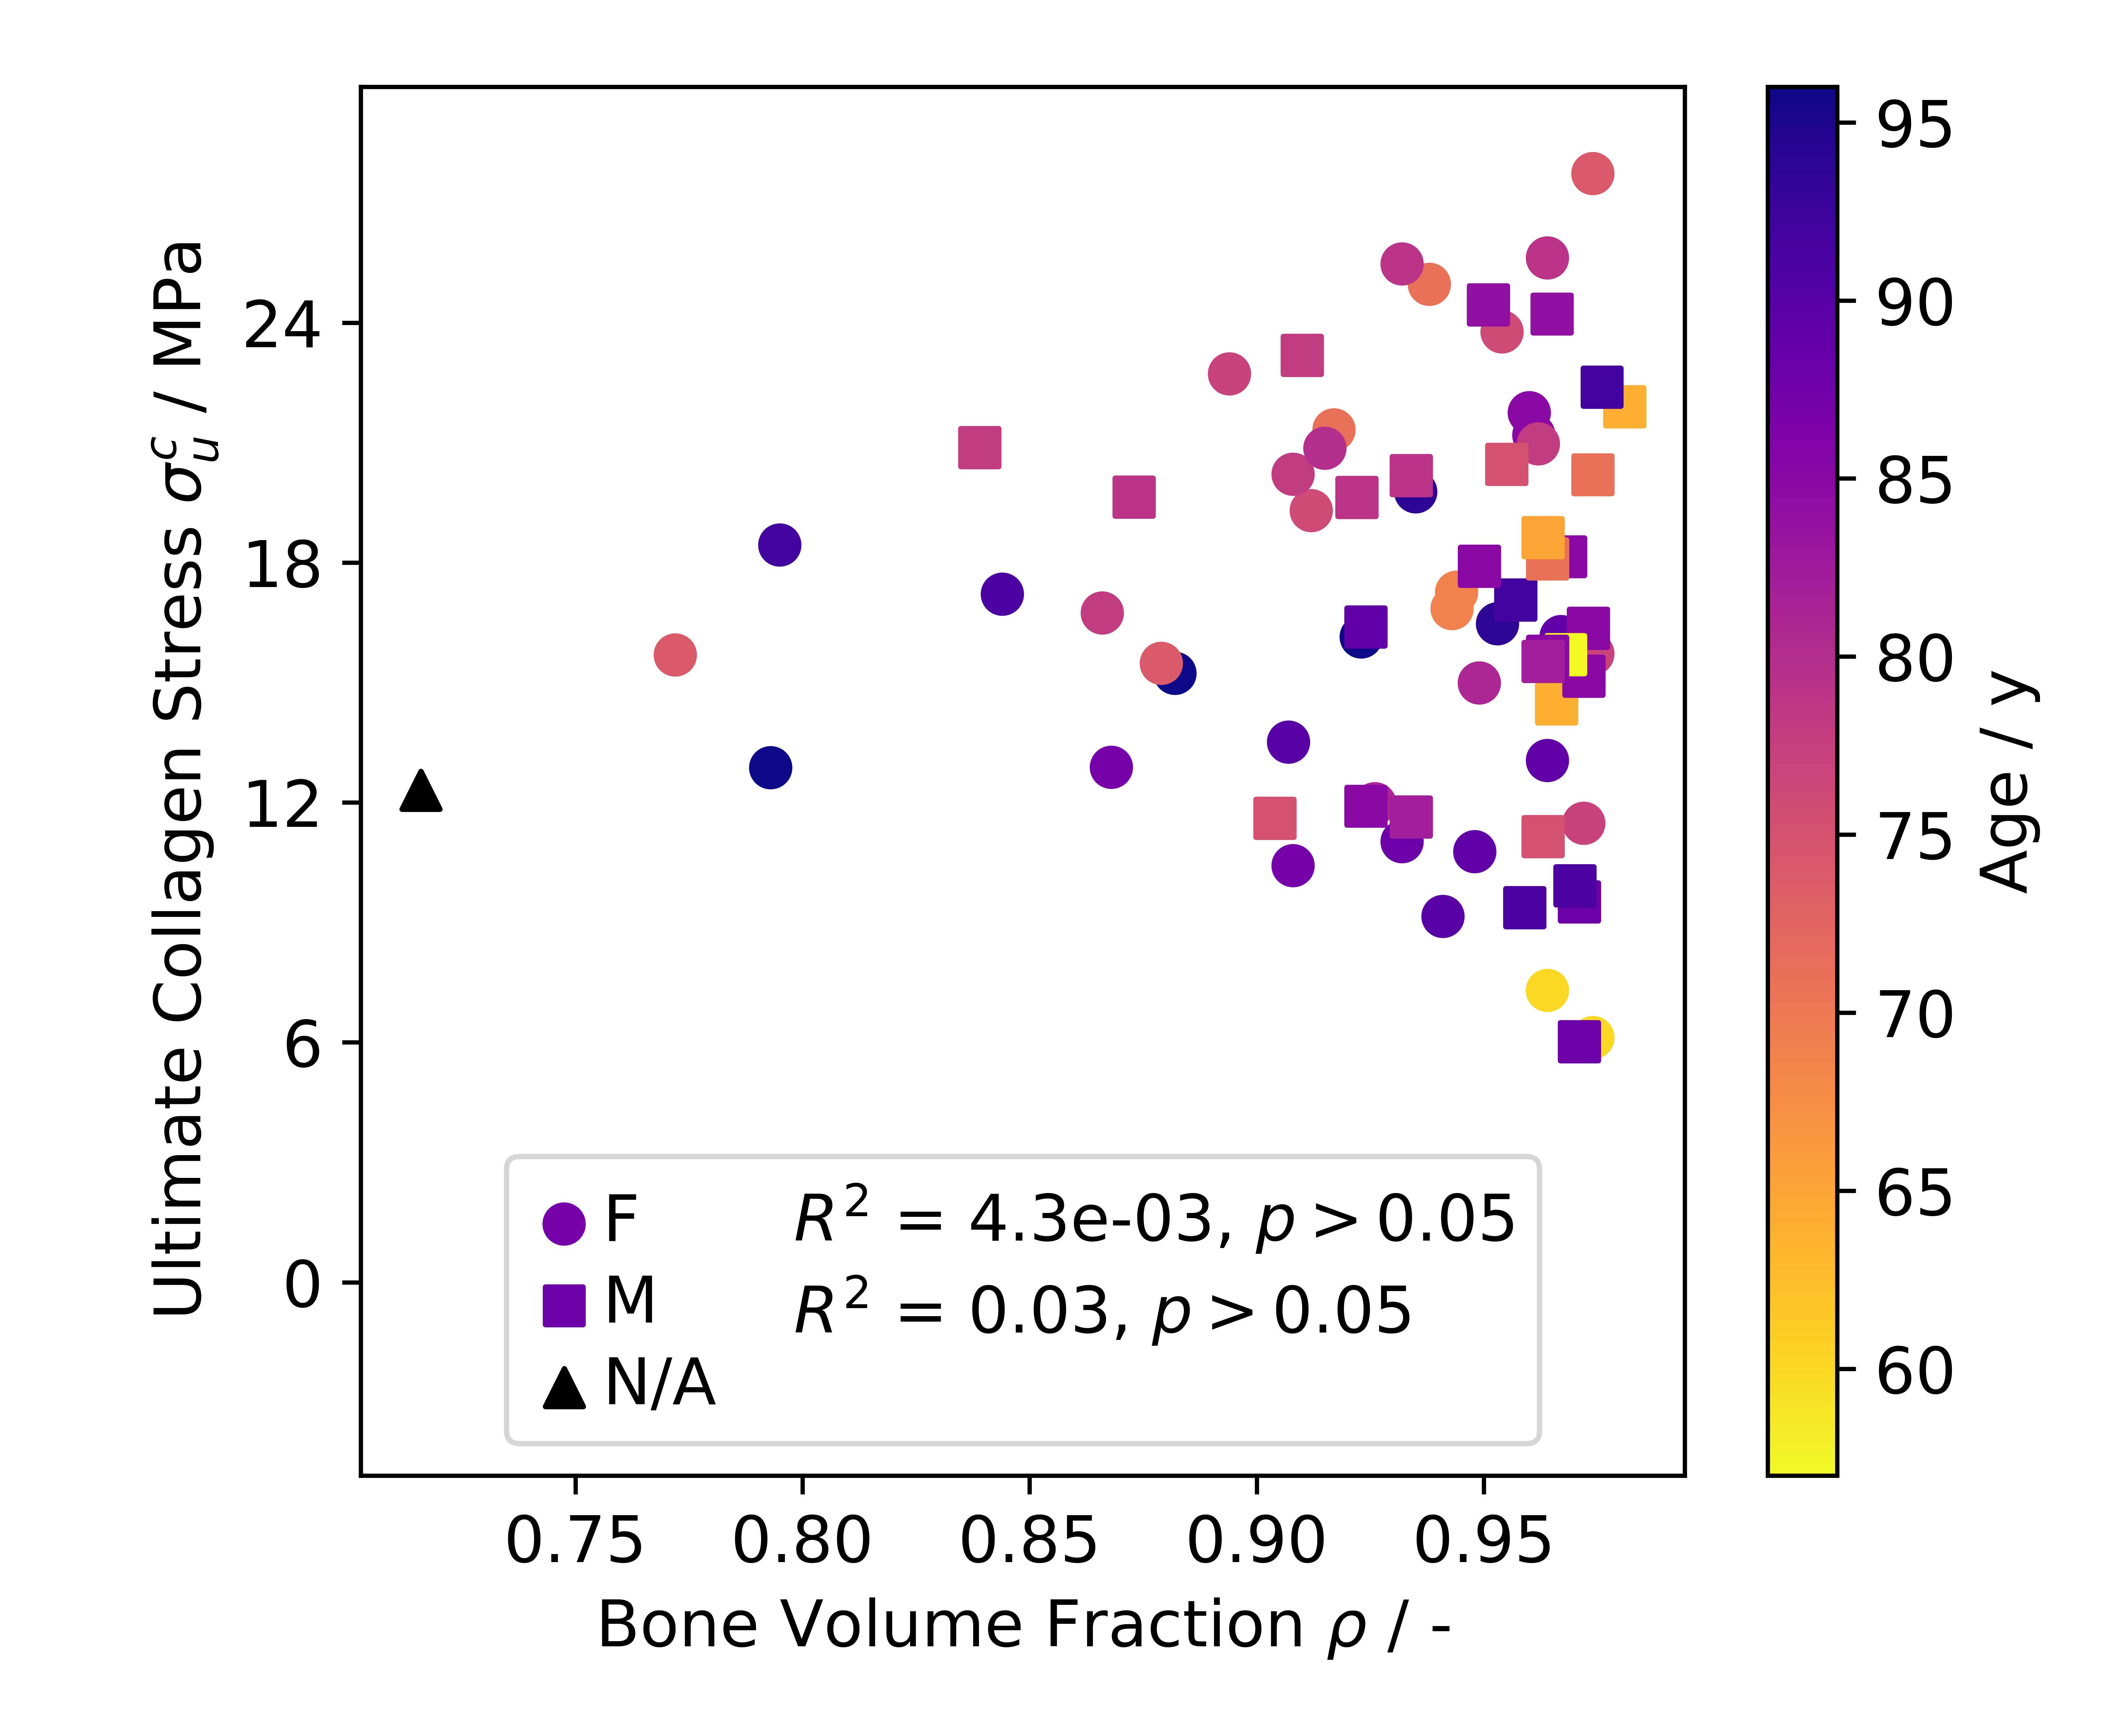 Ultimate Collagen Stress σ_u^c / MPa
24
18
12
6
0
F R² = 4.3e-03, p > 0.05
M R² = 0.03, p > 0.05
N/A
0.75 0.80 0.85 0.90 0.95
Bone Volume Fraction ρ / -
95
90
85
80
75
70
65
60
Age / y